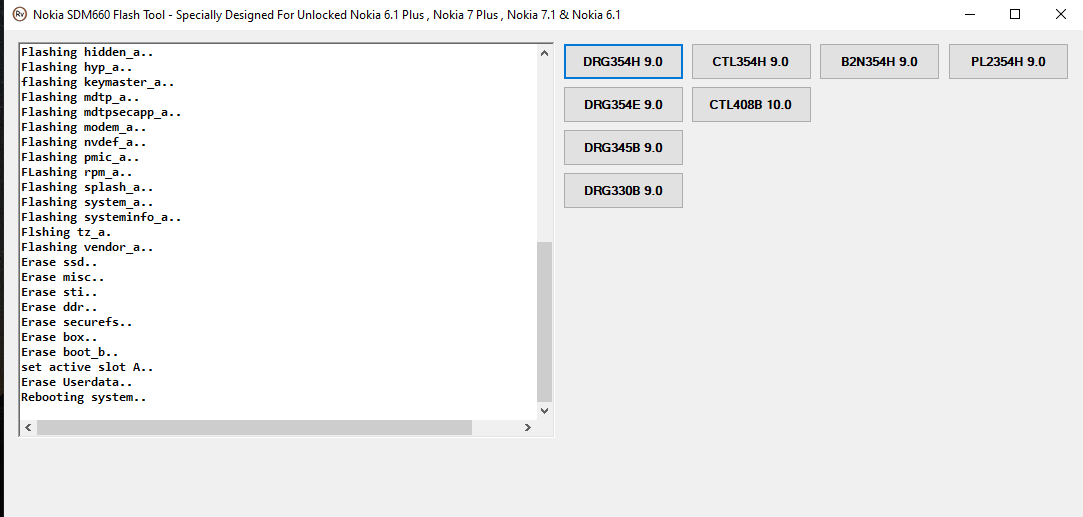 Rv
Nokia SDM660 Flash Tool - Specially Designed For Unlocked Nokia 6.1 Plus , Nokia 7 Plus , Nokia 7.1 & Nokia 6.1
Flashing hidden_a..
Flashing hyp_a..
flashing keymaster_a..
Flashing mdtp_a..
Flashing mdtpsecapp_a..
Flashing modem_a..
Flashing nvdef_a..
Flashing pmic_a..
FLashing rpm_a..
Flashing splash_a..
Flashing system_a..
Flashing systeminfo_a..
Flshing tz_a.
Flashing vendor_a..
Erase ssd..
Erase misc..
Erase sti..
Erase ddr..
Erase securefs..
Erase box..
Erase boot_b..
set active slot A..
Erase Userdata..
Rebooting system..
DRG354H 9.0
CTL354H 9.0
B2N354H 9.0
PL2354H 9.0
DRG354E 9.0
CTL408B 10.0
DRG345B 9.0
DRG330B 9.0